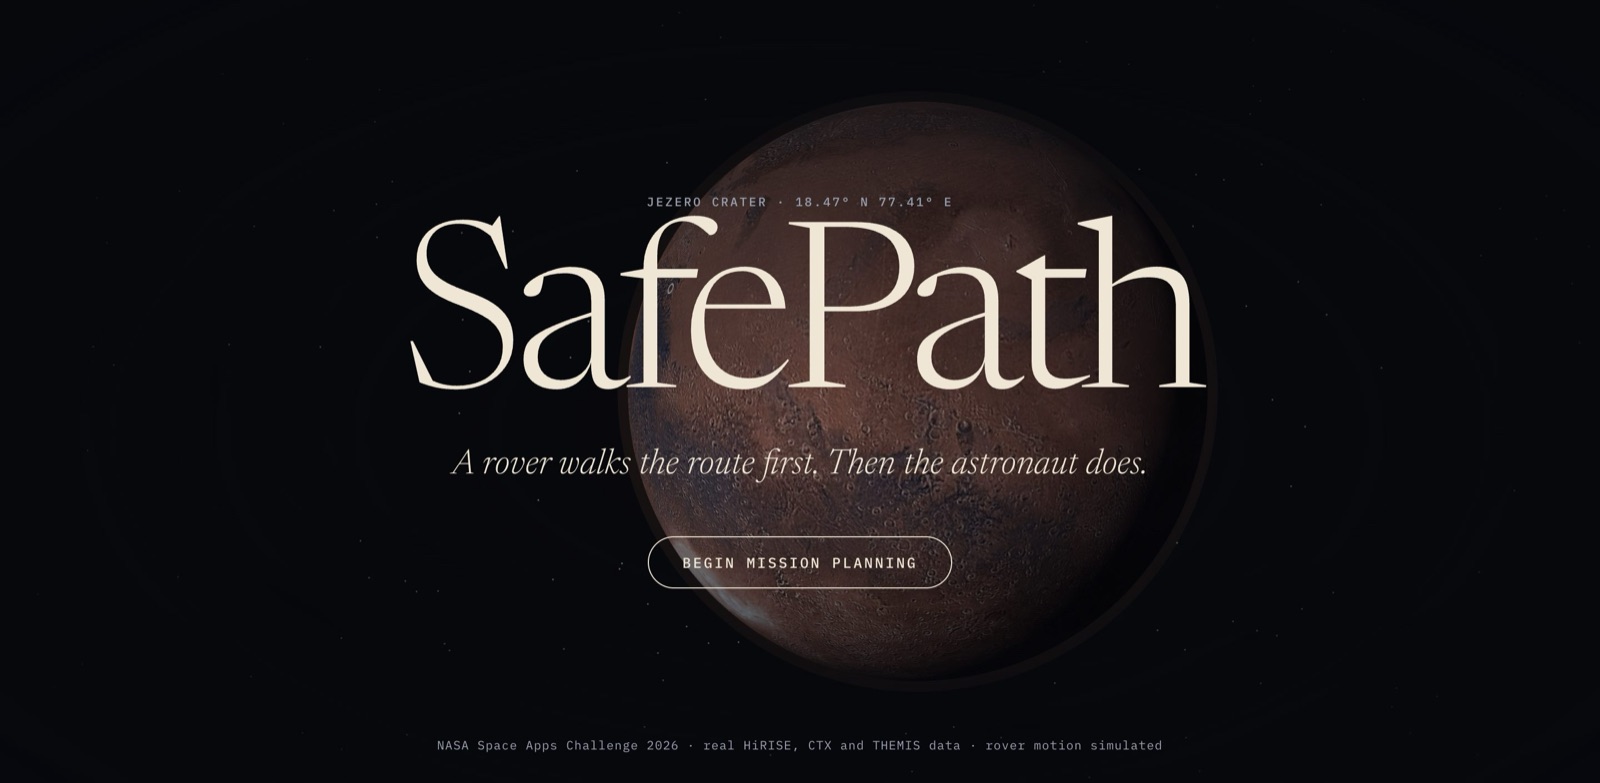 JEZERO CRATER · 18.47° N 77.41° E
SafePath
A rover walks the route first. Then the astronaut does.
BEGIN MISSION PLANNING
NASA Space Apps Challenge 2026 · real HiRISE, CTX and THEMIS data · rover motion simulated